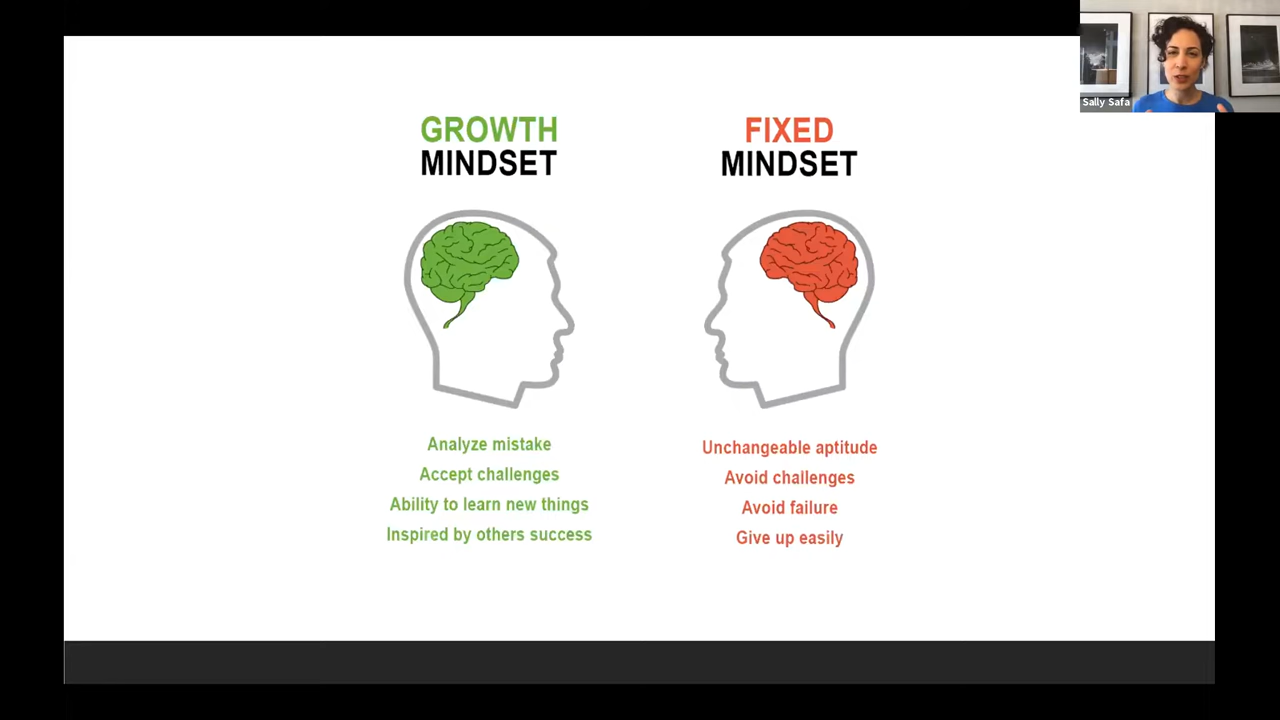 Sally Safa
GROWTH
MINDSET
Analyze mistake
Accept challenges
Ability to learn new things
Inspired by others success
FIXED
MINDSET
Unchangeable aptitude
Avoid challenges
Avoid failure
Give up easily